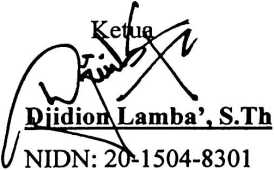 Ketua
Djidion Lamba’, S.Th
NIDN: 20-1504-8301